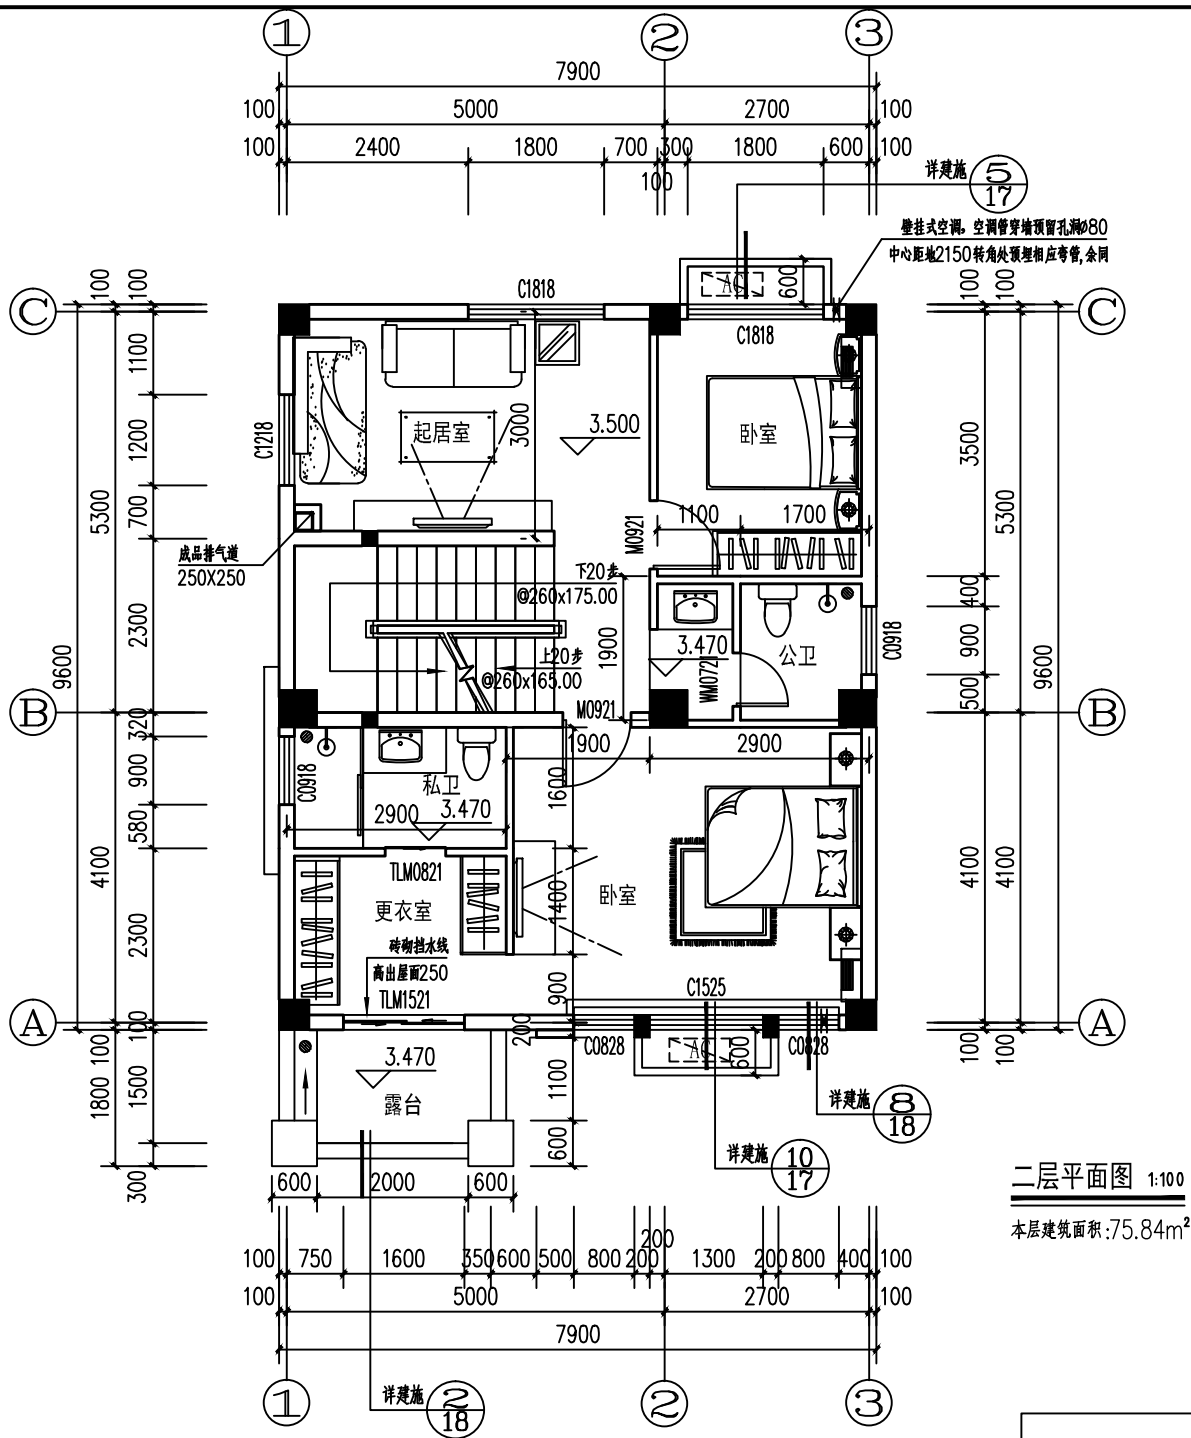 1
2
3
7900
100 5000 2700 100
100 2400 1800 700 300 1800 600 100
100
详建施 5
17
壁挂式空调，空调管穿墙预留孔洞Ø80
中心距地2150转角处预埋相应弯管,余同
C
C
100 100
100 100
C1818
AC
600
C1818
1100
1200
700
2300
320
900
580
2300
100
1500
300
5300
4100
100
1800
9600
C1218
起居室
3000
3.500
卧室
3500
400
900
500
4100
100
5300
4100
100
9600
M0921
1100 1700
成品排气道
250X250
下20步
@260x175.00
上20步
@260x165.00
1900
3.470
WM0721
公卫
C0918
B
B
M0921
1900 2900
C0918
私卫
2900 3.470
1600
TLM0821
更衣室
1400
卧室
砖砌挡水线
高出屋面250
TLM1521
900
C1525
A
A
200
C0828
AC
600
C0828
3.470
露台
1100
600
详建施 8
18
详建施 10
17
600 2000 600
二层平面图 1:100
本层建筑面积:75.84m²
200
100 750 1600 350 600 500 800 200 1300 200 800 400 100
100 5000 2700 100
7900
详建施 2
18
1
2
3